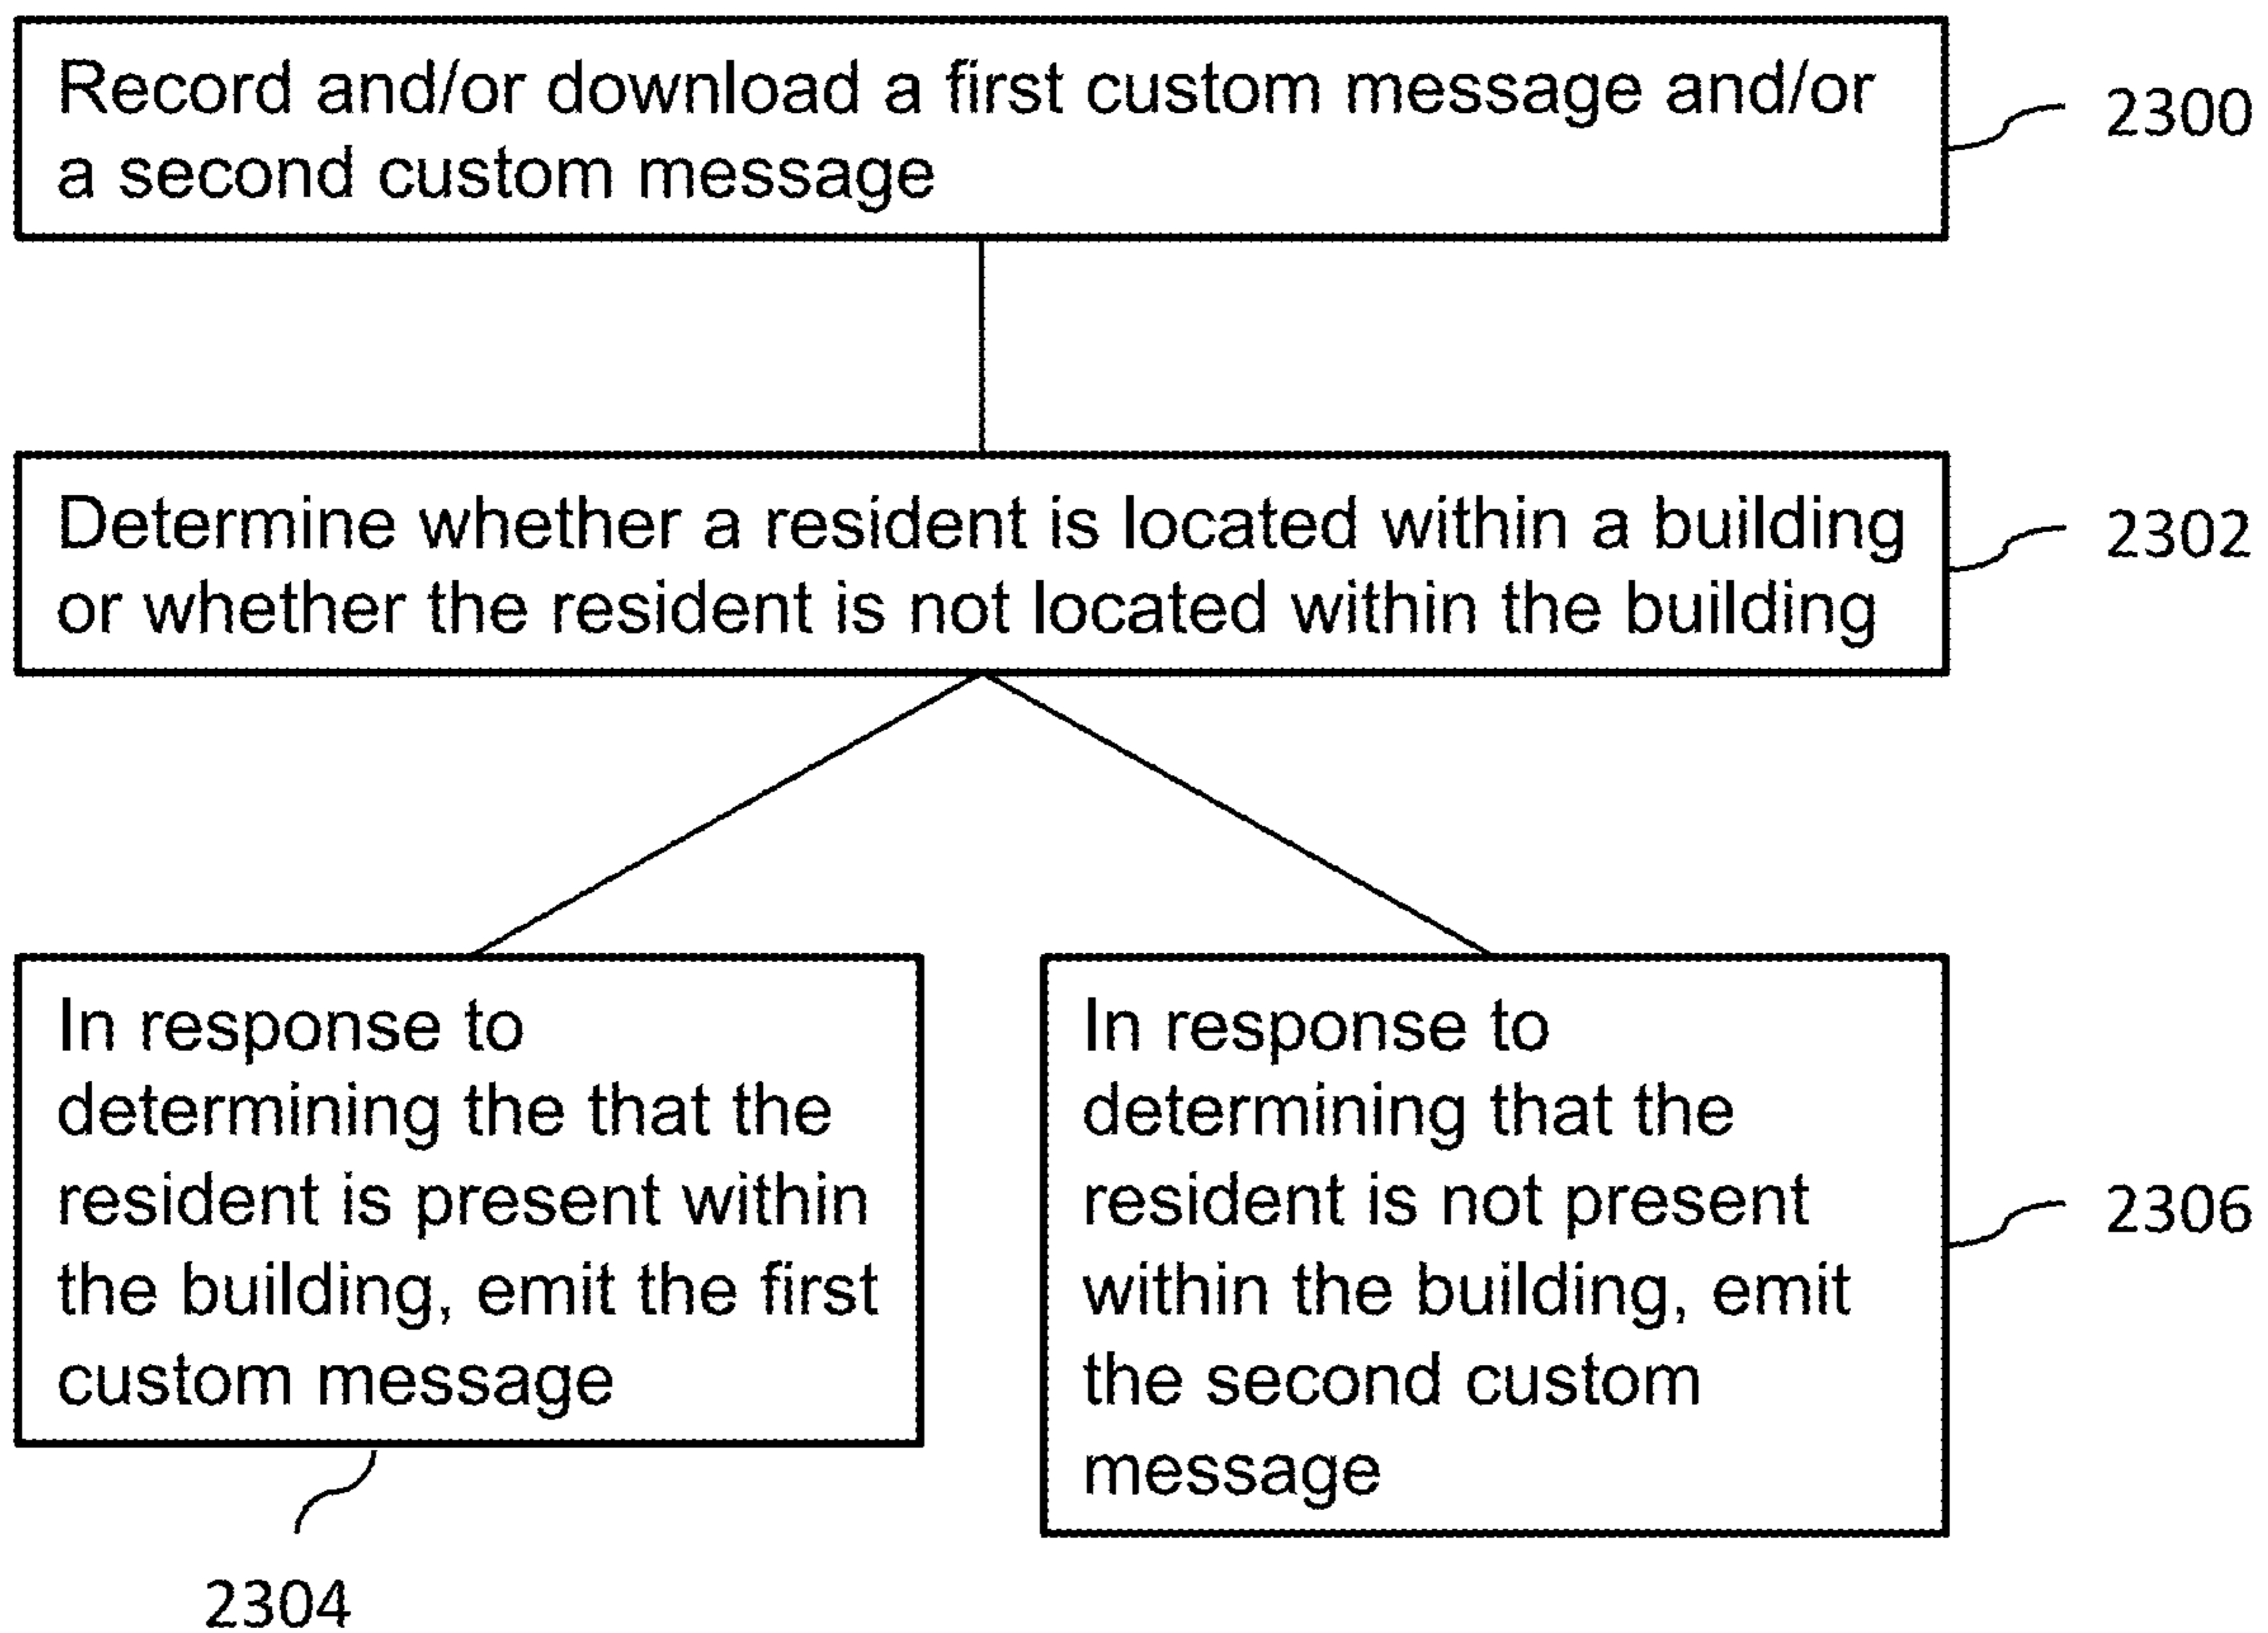 Record and/or download a first custom message and/or
a second custom message
2300
Determine whether a resident is located within a building
or whether the resident is not located within the building
2302
In response to
determining the that the
resident is present within
the building, emit the first
custom message
2304
In response to
determining that the
resident is not present
within the building, emit
the second custom
message
2306